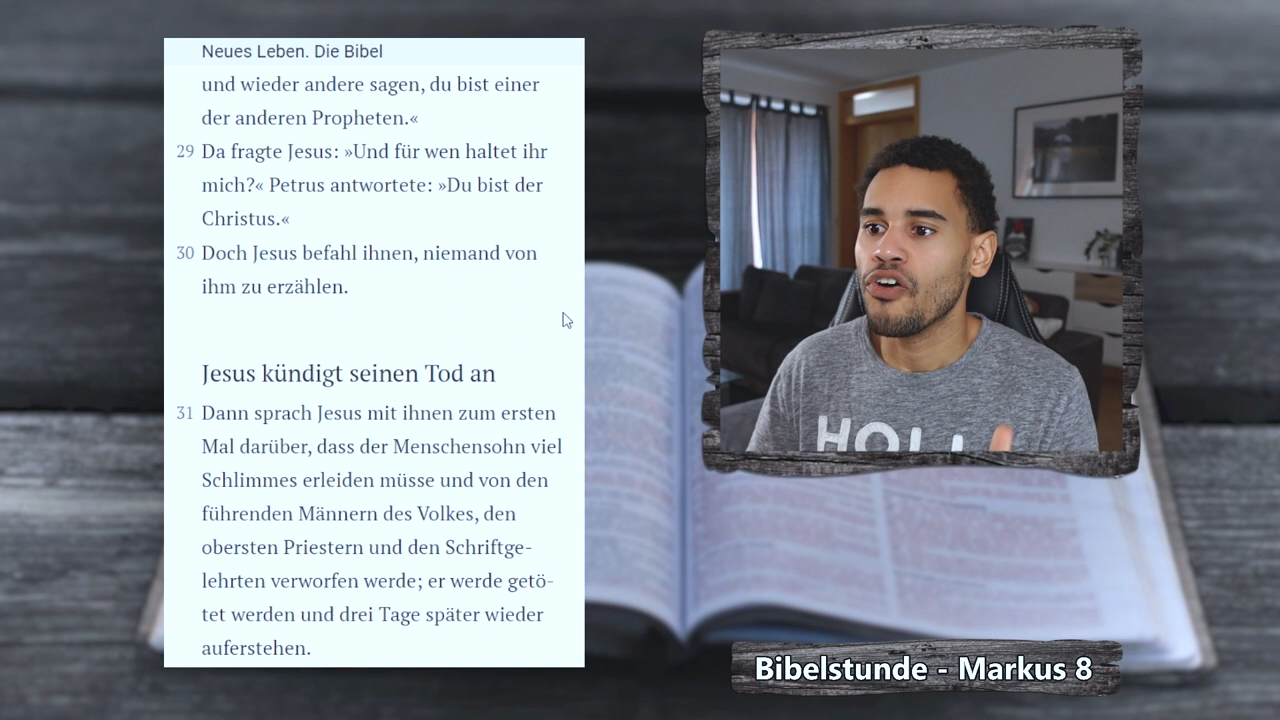 Neues Leben. Die Bibel
und wieder andere sagen, du bist einer
der anderen Propheten.«
29 Da fragte Jesus: »Und für wen haltet ihr
mich?« Petrus antwortete: »Du bist der
Christus.«
30 Doch Jesus befahl ihnen, niemand von
ihm zu erzählen.
Jesus kündigt seinen Tod an
31 Dann sprach Jesus mit ihnen zum ersten
Mal darüber, dass der Menschensohn viel
Schlimmes erleiden müsse und von den
führenden Männern des Volkes, den
obersten Priestern und den Schriftge-
lehrten verworfen werde; er werde getö-
tet werden und drei Tage später wieder
auferstehen.
Bibelstunde - Markus 8